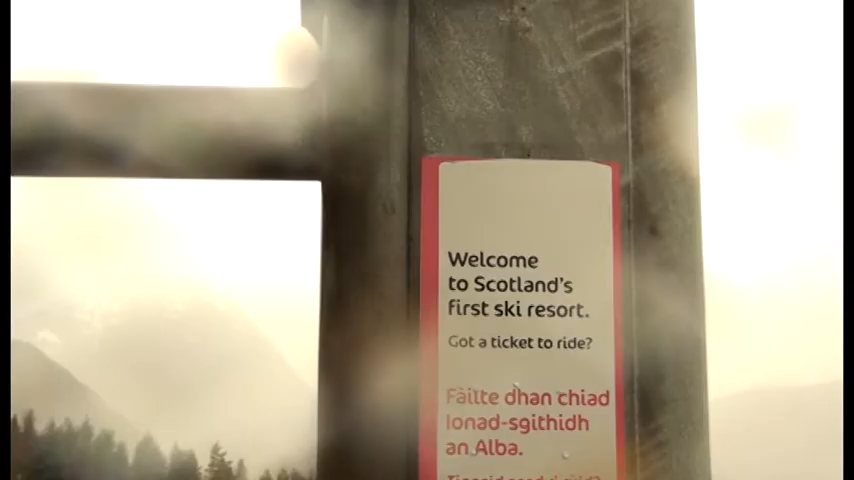 Welcome
to Scotland's
first ski resort.
Got a ticket to ride?
Fàilte dhan chiad
Ionad-sgithidh
an Alba.